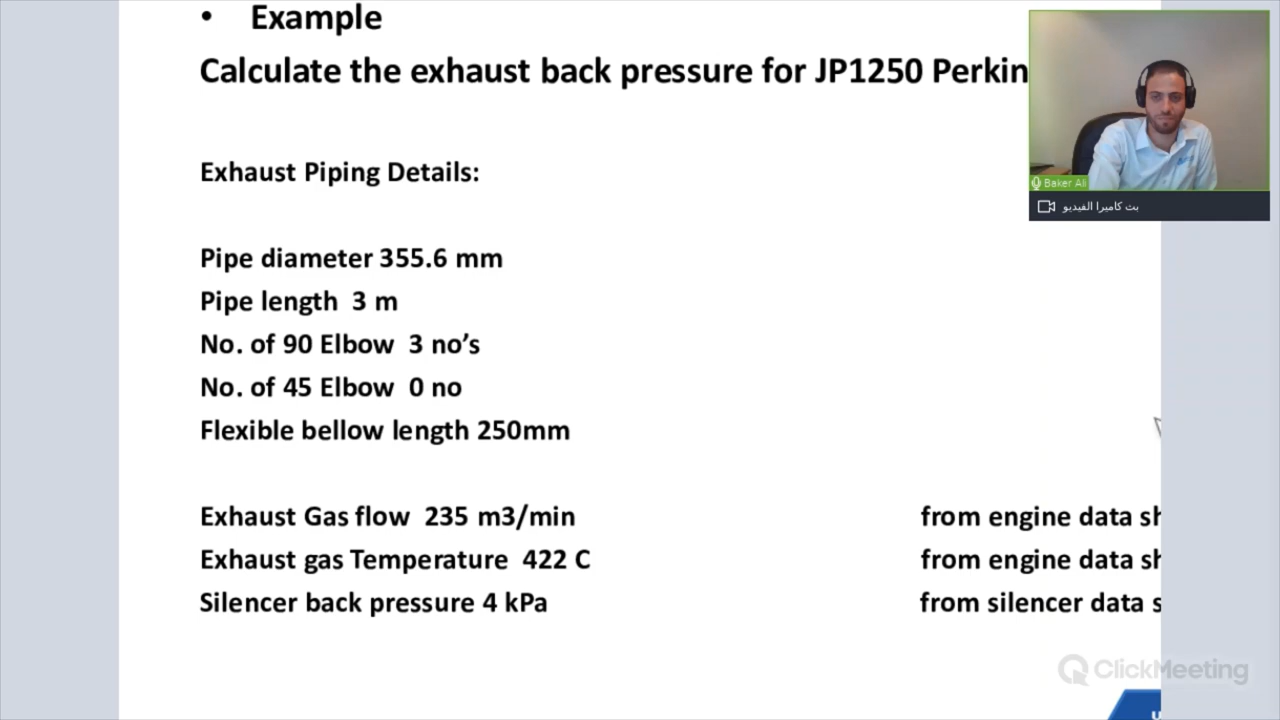 • Example
Calculate the exhaust back pressure for JP1250 Perkin
Exhaust Piping Details:
Pipe diameter 355.6 mm
Pipe length 3 m
No. of 90 Elbow 3 no’s
No. of 45 Elbow 0 no
Flexible bellow length 250mm
Exhaust Gas flow 235 m3/min from engine data sh
Exhaust gas Temperature 422 C from engine data sh
Silencer back pressure 4 kPa from silencer data s
Baker Ali
بث كاميرا الفيديو
ClickMeeting